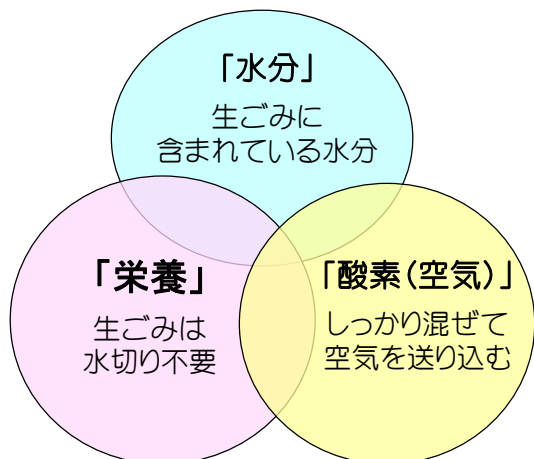 「水分」
生ごみに
含まれている水分
「栄養」
生ごみは
水切り不要
「酸素(空気)」
しっかり混ぜて
空気を送り込む